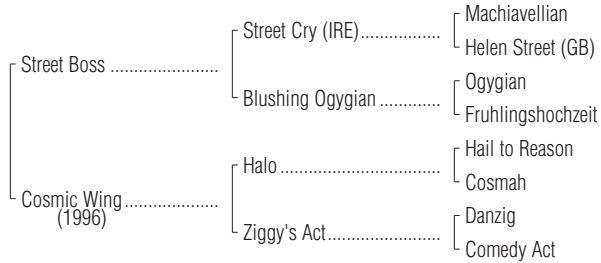 Machiavellian
Street Cry (IRE)..................
Helen Street (GB)
Street Boss ........................
Ogygian
Blushing Ogygian ..............
Fruhlingshochzeit
Hail to Reason
Halo ....................................
Cosmah
Cosmic Wing.....................
(1996)
Danzig
Ziggy's Act.........................
Comedy Act